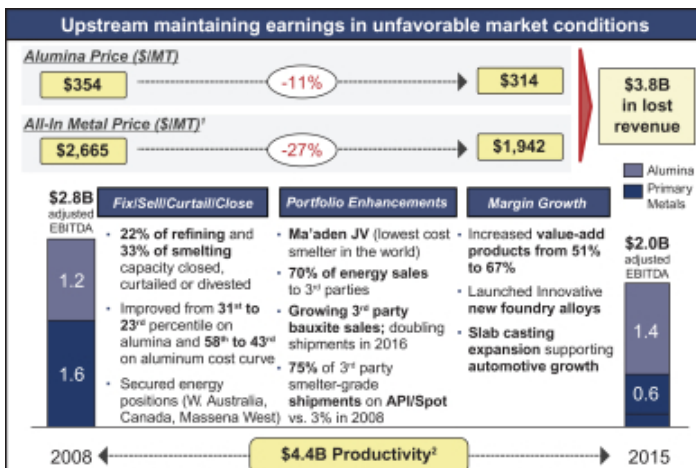 Upstream maintaining earnings in unfavorable market conditions
Alumina Price ($/MT)
$354
-11%
$314
All-In Metal Price ($/MT)¹
$2,665
-27%
$1,942
$3.8B
in lost
revenue
Alumina
Primary
Metals
$2.8B
adjusted
EBITDA
1.2
1.6
Fix/Sell/Curtail/Close
• 22% of refining and
33% of smelting
capacity closed,
curtailed or divested
• Improved from 31st to
23rd percentile on
alumina and 58th to 43rd
on aluminum cost curve
• Secured energy
positions (W. Australia,
Canada, Massena West)
Portfolio Enhancements
• Ma'aden JV (lowest cost
smelter in the world)
• 70% of energy sales
to 3rd parties
• Growing 3rd party
bauxite sales; doubling
shipments in 2016
• 75% of 3rd party
smelter-grade
shipments on API/Spot
vs. 3% in 2008
Margin Growth
• Increased value-add
products from 51%
to 67%
• Launched Innovative
new foundry alloys
• Slab casting
expansion supporting
automotive growth
$2.0B
adjusted
EBITDA
1.4
0.6
2008
$4.4B Productivity²
2015